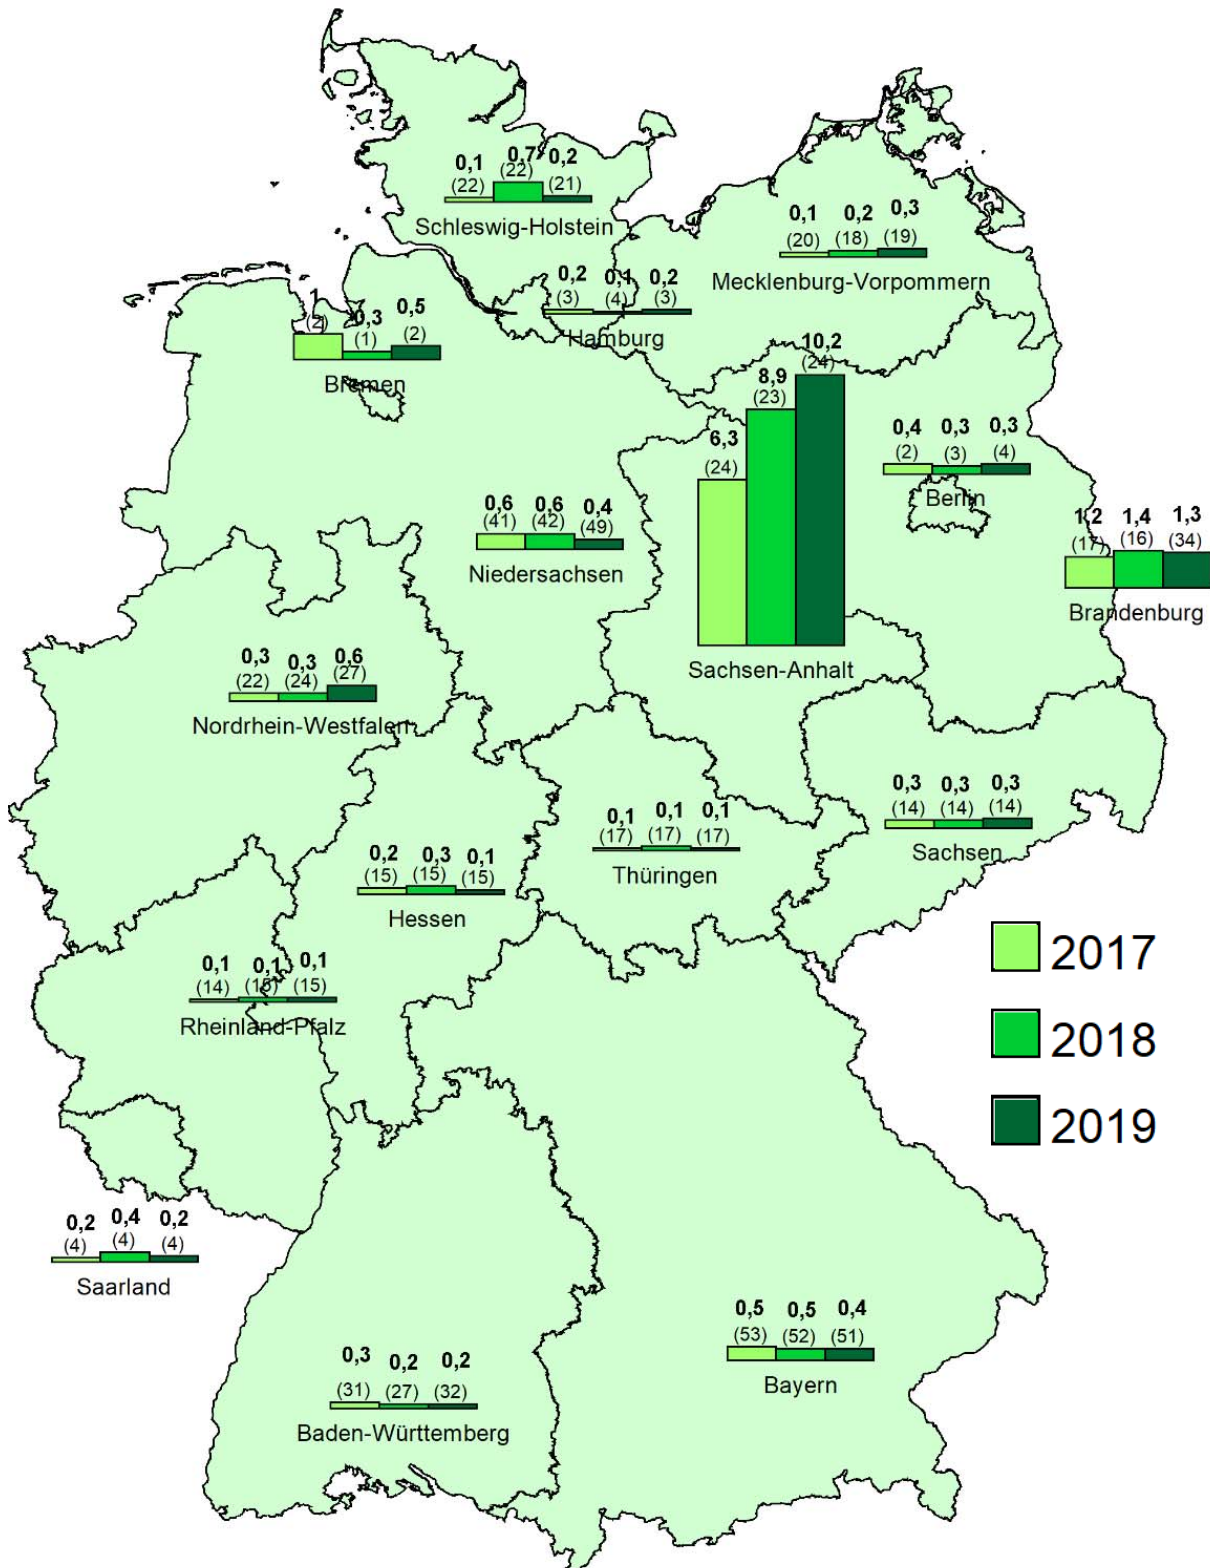 0,1 0,7 0,2
(22) (22) (21)
Schleswig-Holstein
0,1 0,2 0,3
(20) (18) (19)
Mecklenburg-Vorpommern
0,2 0,1 0,2
(3) (4) (3)
Hamburg
1 0,3 0,5
(2) (1) (2)
Bremen
6,3 8,9 10,2
(24) (23) (24)
Sachsen-Anhalt
0,4 0,3 0,3
(2) (3) (4)
Berlin
1,2 1,4 1,3
(17) (16) (34)
Brandenburg
0,6 0,6 0,4
(41) (42) (49)
Niedersachsen
0,3 0,3 0,6
(22) (24) (27)
Nordrhein-Westfalen
0,3 0,3 0,3
(14) (14) (14)
Sachsen
0,1 0,1 0,1
(17) (17) (17)
Thüringen
0,2 0,3 0,1
(15) (15) (15)
Hessen
0,1 0,1 0,1
(14) (15) (15)
Rheinland-Pfalz
2017
2018
2019
0,2 0,4 0,2
(4) (4) (4)
Saarland
0,5 0,5 0,4
(53) (52) (51)
Bayern
0,3 0,2 0,2
(31) (27) (32)
Baden-Württemberg